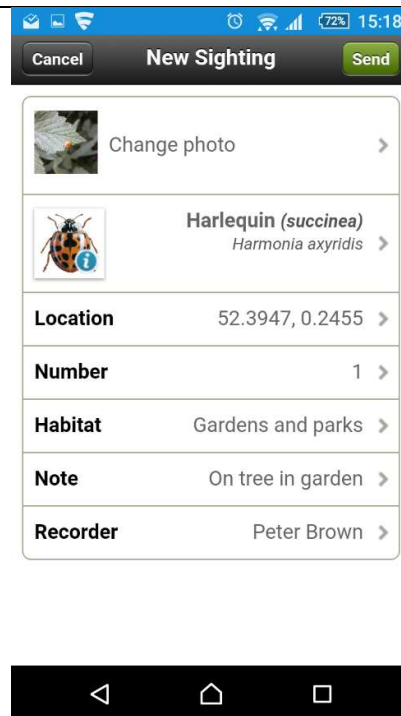 72% 15:18
Cancel New Sighting Send
Change photo
Harlequin (succinea)
Harmonia axyridis
i
Location 52.3947, 0.2455
Number 1
Habitat Gardens and parks
Note On tree in garden
Recorder Peter Brown